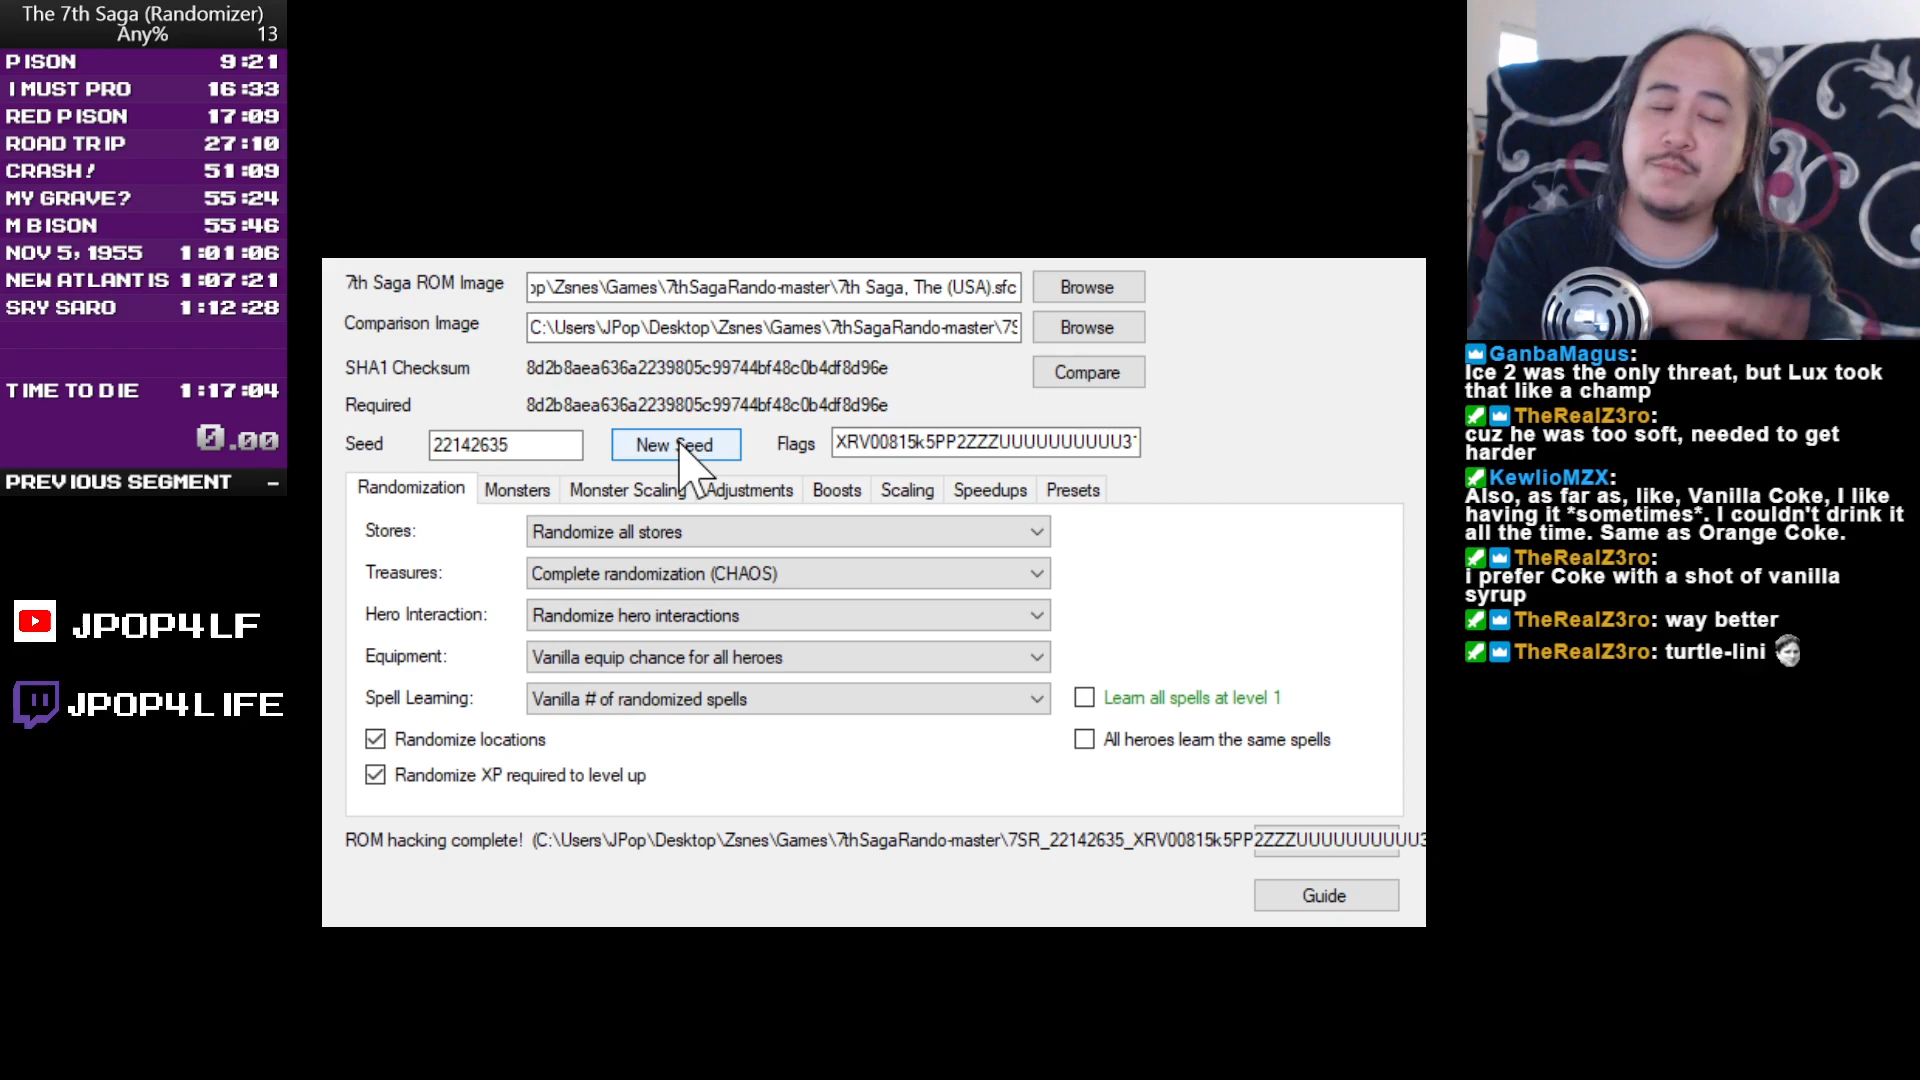 The 7th Saga (Randomizer)
Any% 13
PISON 9:21
I MUST PRO 16:33
RED PISON 17:09
ROAD TRIP 27:10
CRASH! 51:09
MY GRAVE? 55:24
M BISON 55:46
NOV 5, 1955 1:01:06
NEW ATLANTIS 1:07:21
SRY SARO 1:12:28
TIME TO DIE 1:17:04
0.00
PREVIOUS SEGMENT –
JPOP4LF
JPOP4LIFE
7th Saga ROM Image
op\Zsnes\Games\7thSagaRando-master\7th Saga, The (USA).sfc
Browse
Comparison Image
C:\Users\JPop\Desktop\Zsnes\Games\7thSagaRando-master\7S
Browse
SHA1 Checksum
8d2b8aea636a2239805c99744bf48c0b4df8d96e
Compare
Required
8d2b8aea636a2239805c99744bf48c0b4df8d96e
Seed
22142635
New Seed
Flags
XRV00815k5PP2ZZZUUUUUUUUUUU3
Randomization Monsters Monster Scaling Adjustments Boosts Scaling Speedups Presets
Stores: Randomize all stores
Treasures: Complete randomization (CHAOS)
Hero Interaction: Randomize hero interactions
Equipment: Vanilla equip chance for all heroes
Spell Learning: Vanilla # of randomized spells
Learn all spells at level 1
Randomize locations
All heroes learn the same spells
Randomize XP required to level up
ROM hacking complete! (C:\Users\JPop\Desktop\Zsnes\Games\7thSagaRando-master\7SR_22142635_XRV00815k5PP2ZZZUUUUUUUUUUU3
Guide
GanbaMagus:
Ice 2 was the only threat, but Lux took
that like a champ
TheRealZ3ro:
cuz he was too soft, needed to get
harder
KewlioMZX:
Also, as far as, like, Vanilla Coke, I like
having it *sometimes*. I couldn't drink it
all the time. Same as Orange Coke.
TheRealZ3ro:
i prefer Coke with a shot of vanilla
syrup
TheRealZ3ro: way better
TheRealZ3ro: turtle-lini